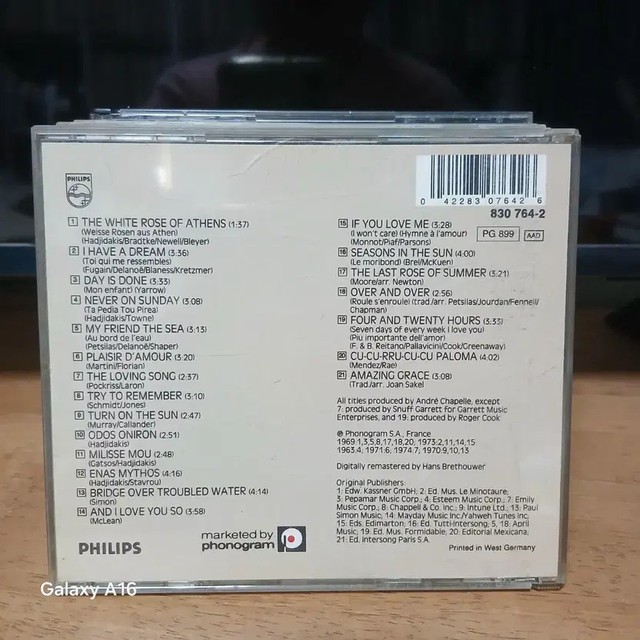 PHILIPS
0 42283 07642 6
830 764-2
PG 899 AAD
1 THE WHITE ROSE OF ATHENS (1:37)
(Weisse Rosen aus Athen)
(Hadjidakis/Bradtke/Newell/Bleyer)
2 I HAVE A DREAM (3:36)
(Toi qui me ressembles)
(Fugain/Delanoë/Blaness/Kretzmer)
3 DAY IS DONE (3:33)
(Mon enfant) (Yarrow)
4 NEVER ON SUNDAY (3:08)
(Ta Pedia Tou Pirea)
(Hadjidakis/Towne)
5 MY FRIEND THE SEA (3:13)
(Au bord de l'eau)
(Petsilas/Delanoë/Shaper)
6 PLAISIR D'AMOUR (3:20)
(Martini/Florian)
7 THE LOVING SONG (2:37)
(Pockriss/Laron)
8 TRY TO REMEMBER (3:10)
(Schmidt/Jones)
9 TURN ON THE SUN (2:47)
(Murray/Callander)
10 ODOS ONIRON (2:51)
(Hadjidakis)
11 MILISSE MOU (2:48)
(Gatsos/Hadjidakis)
12 ENAS MYTHOS (4:16)
(Hadjidakis/Stavrou)
13 BRIDGE OVER TROUBLED WATER (4:14)
(Simon)
14 AND I LOVE YOU SO (3:58)
(McLean)
15 IF YOU LOVE ME (3:28)
(I won't care) (Hymne à l'amour)
(Monnot/Piaf/Parsons)
16 SEASONS IN THE SUN (4:00)
(Le moribond) (Brel/McKuen)
17 THE LAST ROSE OF SUMMER (3:21)
(Moore/arr. Newton)
18 OVER AND OVER (2:56)
(Roule s'enroule) (trad./arr. Petsilas/Jourdan/Fennell/
Chapman)
19 FOUR AND TWENTY HOURS (3:33)
(Seven days of every week I love you)
(Piu importante dell'amor)
(F. & B. Reitano/Pallavicini/Cook/Greenaway)
20 CU-CU-RRU-CU-CU PALOMA (4:02)
(Mendez/Rae)
21 AMAZING GRACE (3:08)
(Trad./arr. Joan Sakel)
All titles produced by André Chapelle, except
7. produced by Snuff Garrett for Garrett Music
Enterprises, and 19. produced by Roger Cook
℗ Phonogram S.A., France
1969:1,3,5,8,17,18,20; 1973:2,11,14,15
1963:4; 1971:6; 1974:7; 1970:9,10,13
Digitally remastered by Hans Brethouwer
Original Publishers:
1: Edw. Kassner GmbH; 2: Ed. Mus. Le Minotaure;
3: Pepamar Music Corp.; 4: Esteem Music Corp.; 7: Emily
Music Corp.; 8: Chappell & Co. Inc.; 9: Intune Ltd.; 13: Paul
Simon Music; 14: Mayday Music Inc./Yahweh Tunes Inc.
15: Eds. Edimarton; 16: Ed. Tutti-Intersong; 5, 18: April
Music; 19: Ed. Mus. Formidable; 20: Editorial Mexicana,
21: Ed. Intersong Paris S.A.
Printed in West Germany
PHILIPS
marketed by
phonogram
Galaxy A16